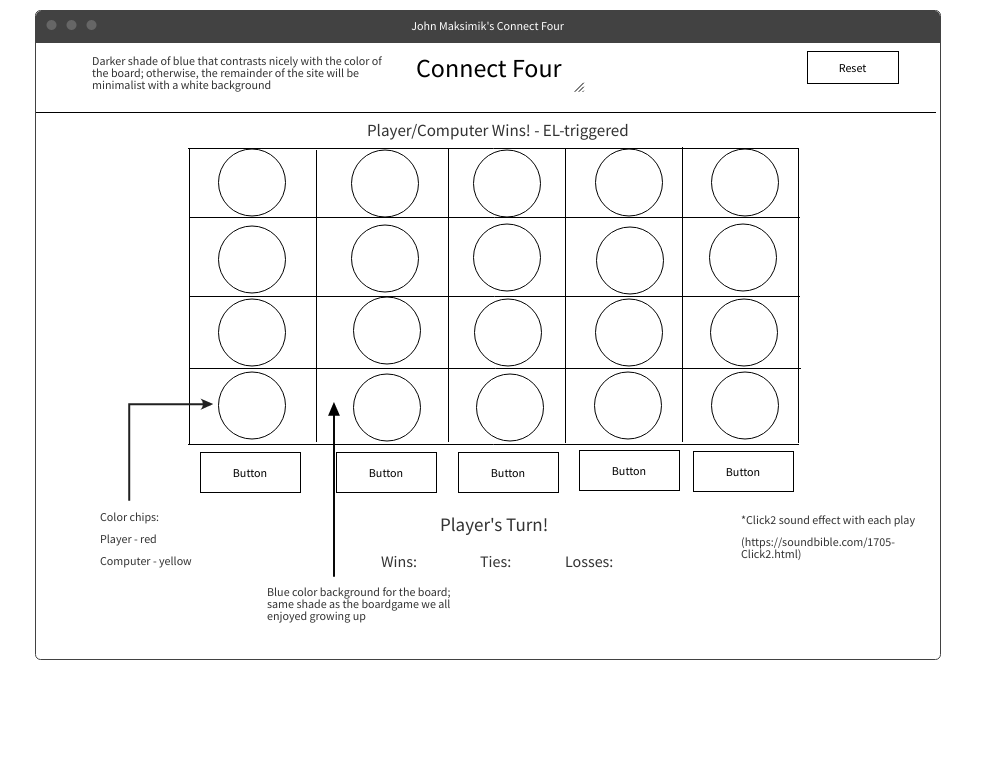 John Maksimik's Connect Four
Darker shade of blue that contrasts nicely with the color of
the board; otherwise, the remainder of the site will be
minimalist with a white background
Connect Four
Reset
Player/Computer Wins! - EL-triggered
Button
Button
Button
Button
Button
Color chips:
Player - red
Computer - yellow
Player's Turn!
Wins:
Ties:
Losses:
*Click2 sound effect with each play
(https://soundbible.com/1705-
Click2.html)
Blue color background for the board;
same shade as the boardgame we all
enjoyed growing up